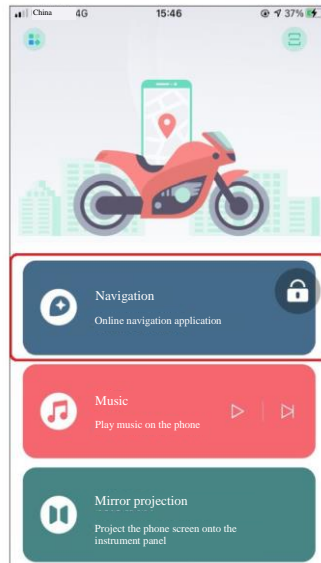 China 4G 15:46 37%
Navigation
Online navigation application
Music
Play music on the phone
Mirror projection
Project the phone screen onto the
instrument panel